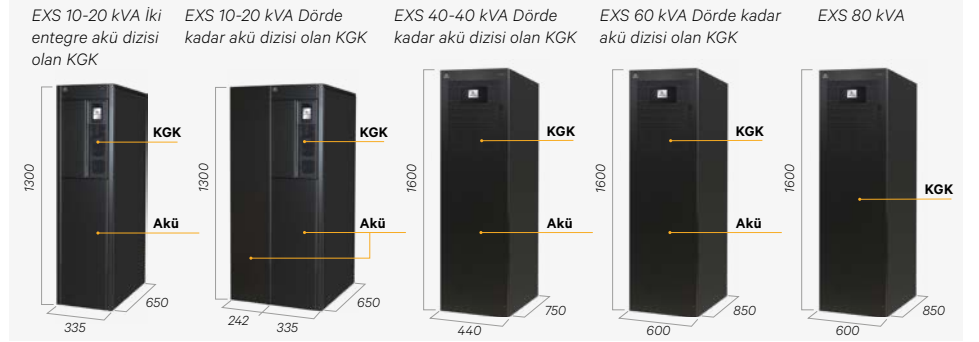 EXS 10-20 kVA İki
entegre akü dizisi
olan KGK
EXS 10-20 kVA Dörde
kadar akü dizisi olan KGK
EXS 40-40 kVA Dörde
kadar akü dizisi olan KGK
EXS 60 kVA Dörde kadar
akü dizisi olan KGK
EXS 80 kVA
1300
KGK
Akü
650
335
1300
KGK
Akü
650
242
335
1600
KGK
Akü
750
440
1600
KGK
Akü
850
600
1600
KGK
850
600